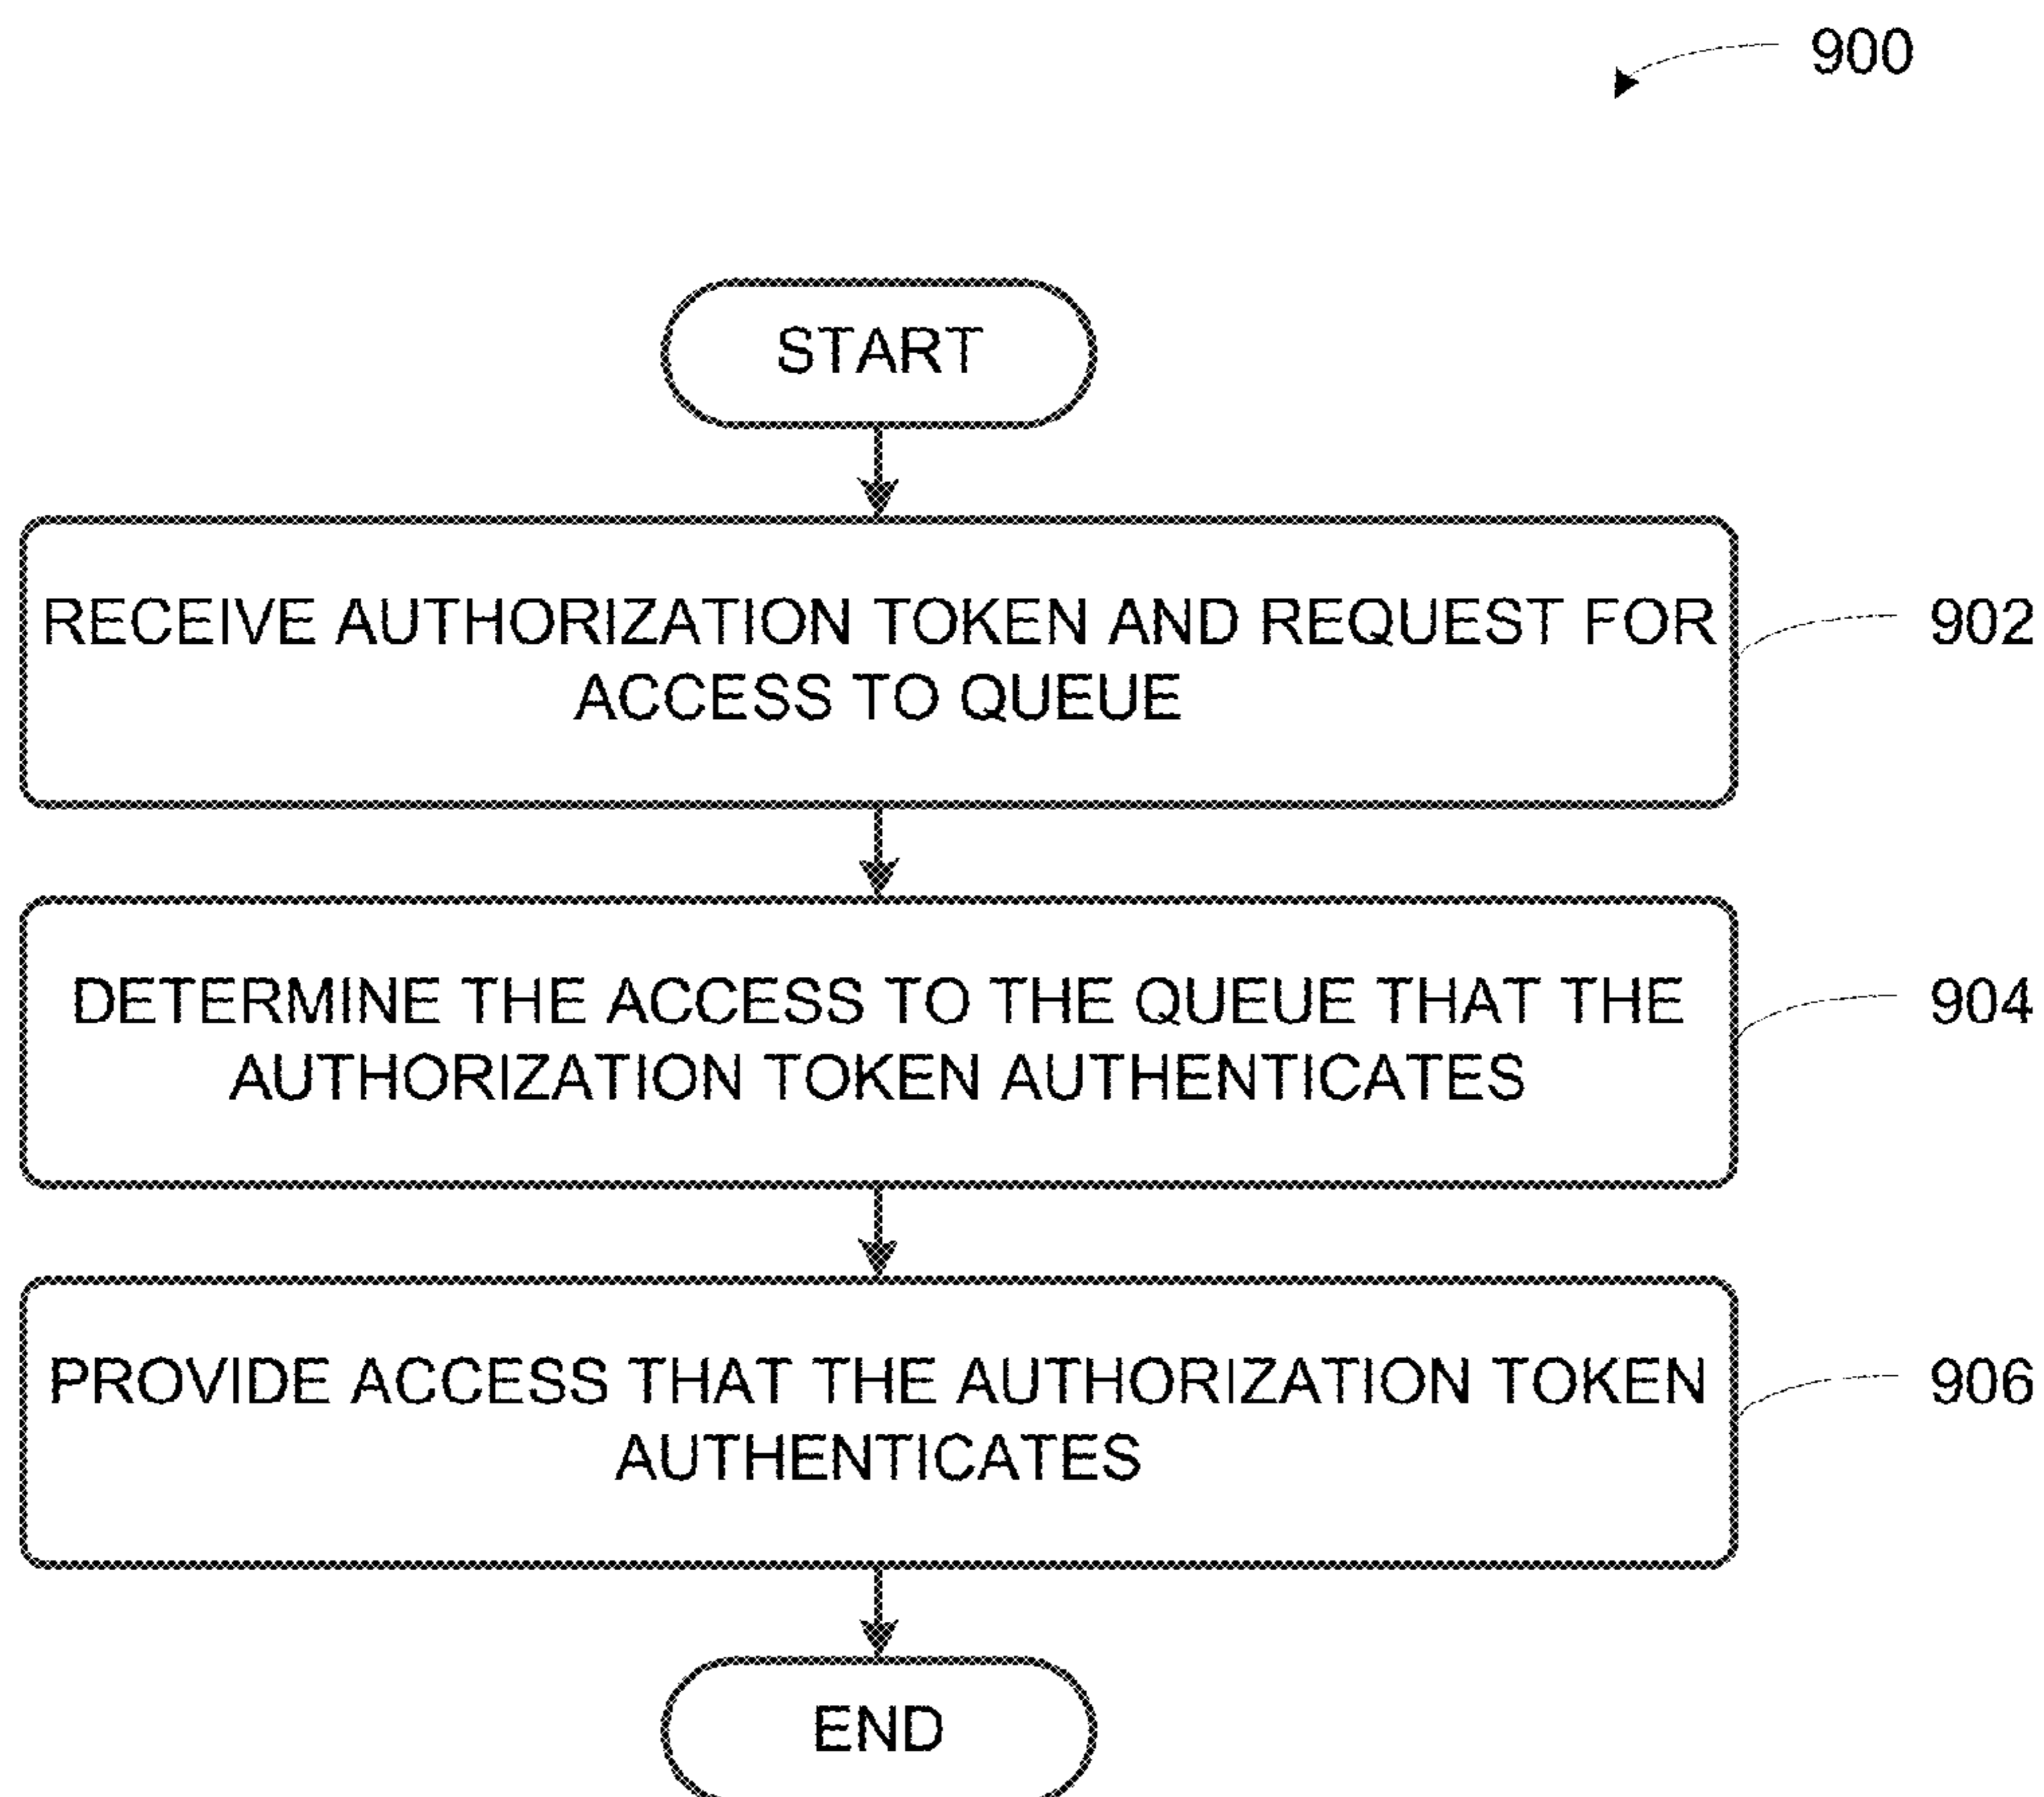 900
START
RECEIVE AUTHORIZATION TOKEN AND REQUEST FOR
ACCESS TO QUEUE
902
DETERMINE THE ACCESS TO THE QUEUE THAT THE
AUTHORIZATION TOKEN AUTHENTICATES
904
PROVIDE ACCESS THAT THE AUTHORIZATION TOKEN
AUTHENTICATES
906
END